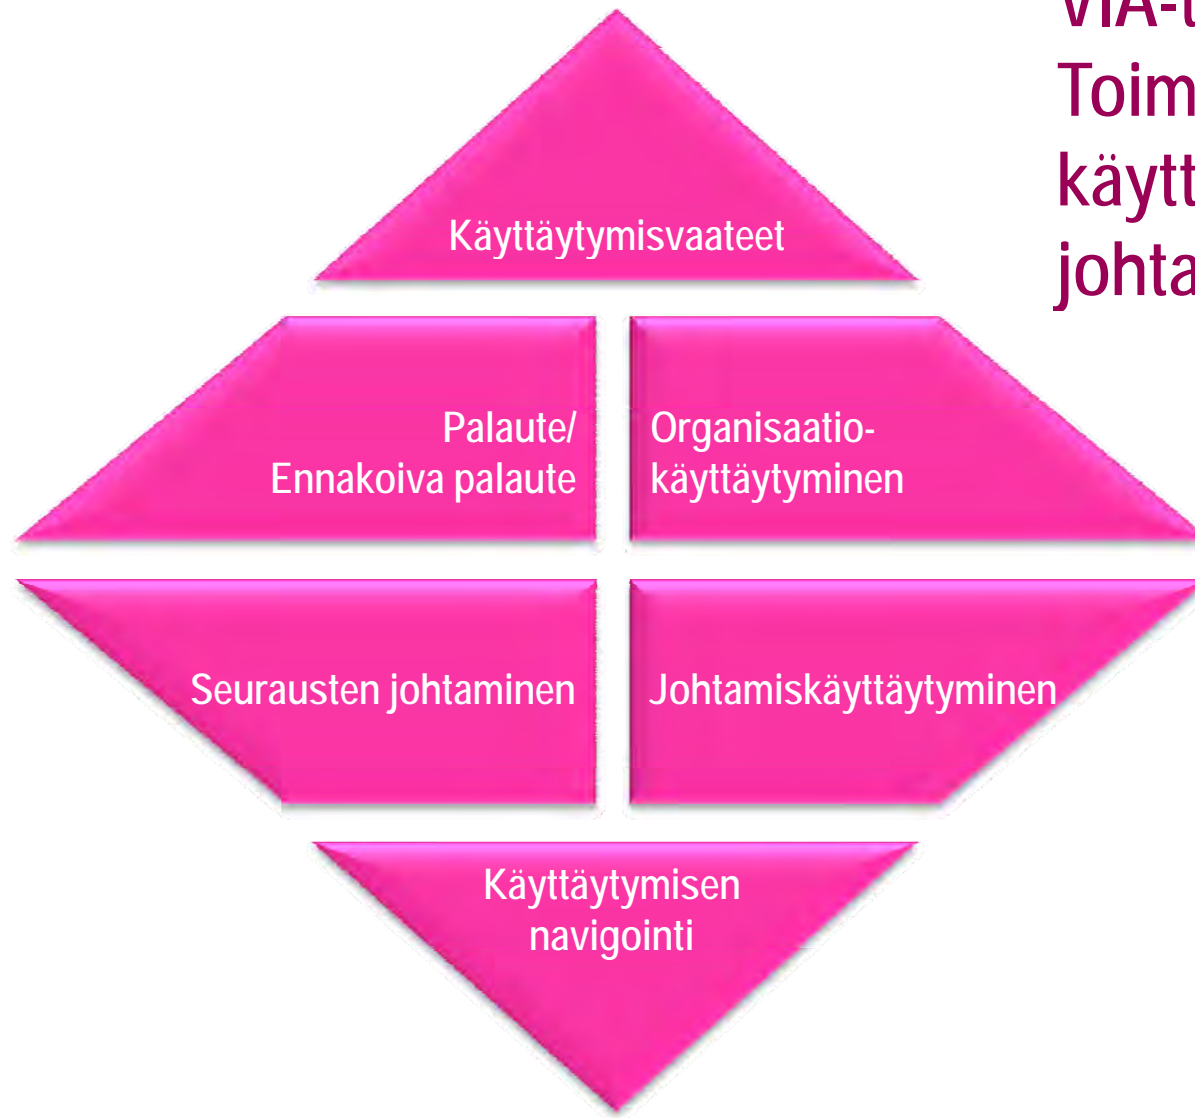 Käyttäytymisvaateet
Palaute/
Ennakoiva palaute
Organisaatio-
käyttäytyminen
Seurausten johtaminen
Johtamiskäyttäytyminen
Käyttäytymisen
navigointi